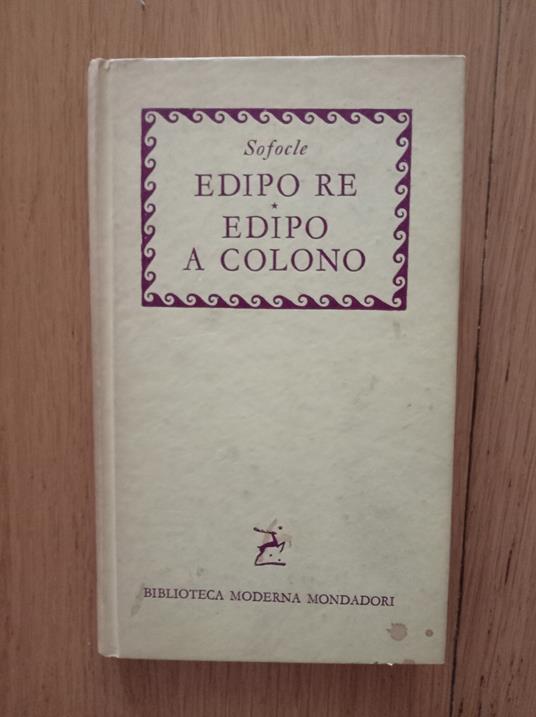 Sofocle
EDIPO RE
★
EDIPO
A COLONO
BIBLIOTECA MODERNA MONDADORI